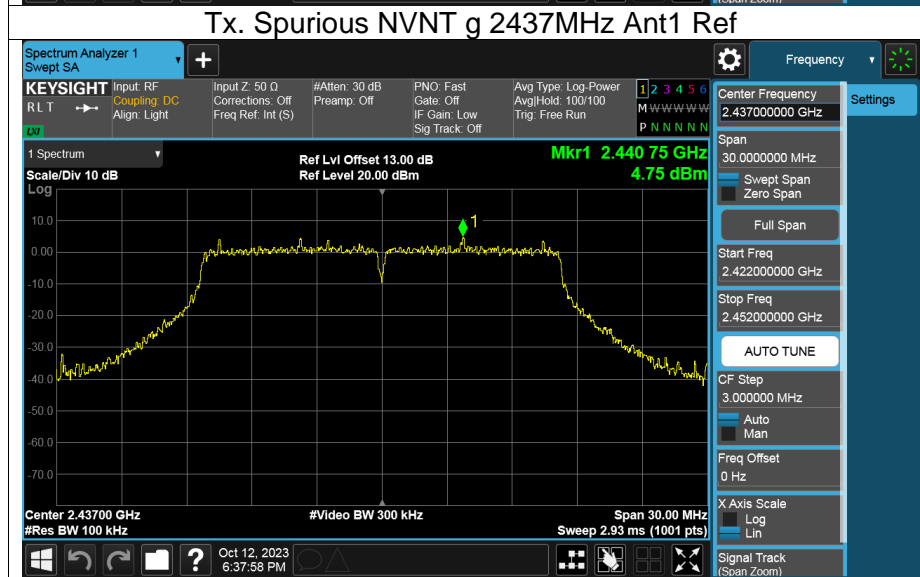 (Span Zoom)
Tx. Spurious NVNT g 2437MHz Ant1 Ref
Spectrum Analyzer 1
Swept SA
+
Frequency
KEYSIGHT
RLT
LXI
Input: RF
Coupling: DC
Align: Light
Input Z: 50 Ω
Corrections: Off
Freq Ref: Int (S)
#Atten: 30 dB
Preamp: Off
PNO: Fast
Gate: Off
IF Gain: Low
Sig Track: Off
Avg Type: Log-Power
Avg|Hold: 100/100
Trig: Free Run
1 2 3 4 5 6
M W W W W W
P N N N N N
Center Frequency
2.437000000 GHz
Settings
Span
30.0000000 MHz
Swept Span
Zero Span
Full Span
Start Freq
2.422000000 GHz
Stop Freq
2.452000000 GHz
AUTO TUNE
CF Step
3.000000 MHz
Auto
Man
Freq Offset
0 Hz
X Axis Scale
Log
Lin
Signal Track
(Span Zoom)
1 Spectrum
Scale/Div 10 dB
Log
Ref Lvl Offset 13.00 dB
Ref Level 20.00 dBm
Mkr1 2.440 75 GHz
4.75 dBm
1
10.0
0.00
-10.0
-20.0
-30.0
-40.0
-50.0
-60.0
-70.0
Center 2.43700 GHz
#Res BW 100 kHz
#Video BW 300 kHz
Span 30.00 MHz
Sweep 2.93 ms (1001 pts)
?
Oct 12, 2023
6:37:58 PM